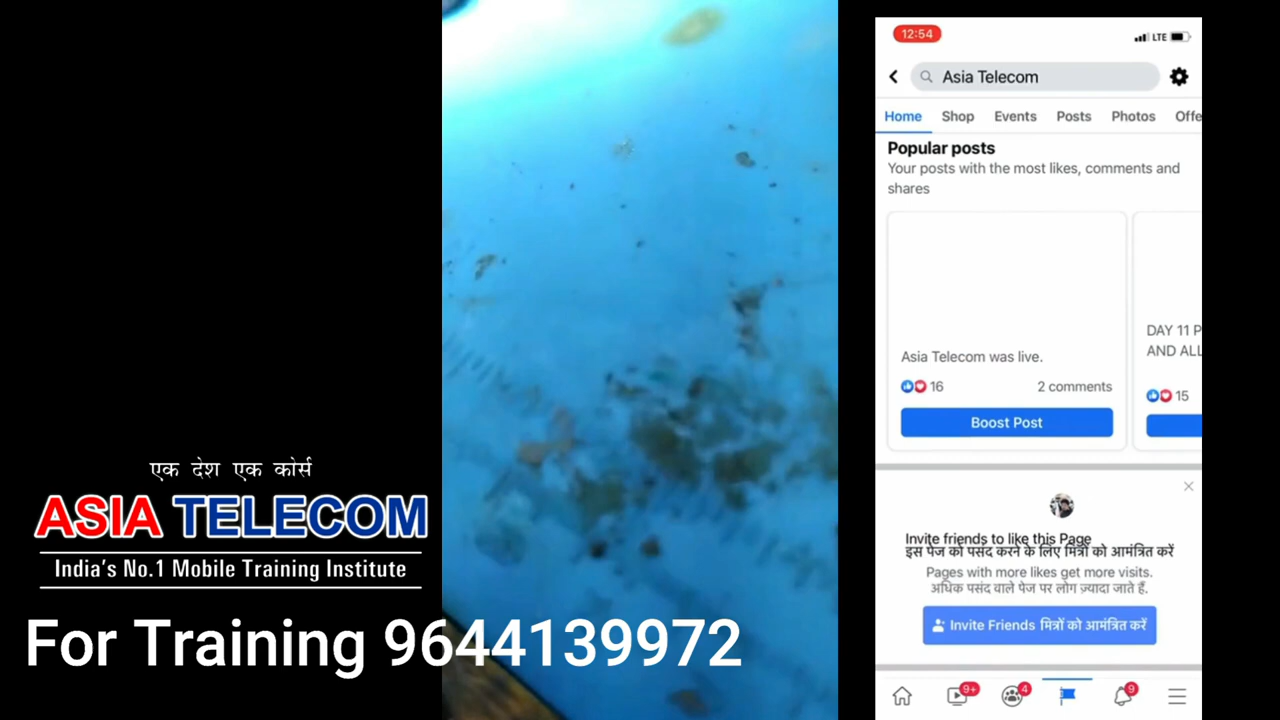 एक देश एक कोर्स
ASIA TELECOM
India's No.1 Mobile Training Institute
For Training 9644139972
12:54
LTE
Asia Telecom
Home Shop Events Posts Photos Offe
Popular posts
Your posts with the most likes, comments and
shares
Asia Telecom was live.
16 2 comments
Boost Post
DAY 11 P
AND ALL
15
Invite friends to like this Page
इस पेज को पसंद करने के लिए मित्रों को आमंत्रित करें
Pages with more likes get more visits.
अधिक पसंद वाले पेज पर लोग ज़्यादा जाते हैं.
Invite Friends मित्रों को आमंत्रित करें
9+ 4 9